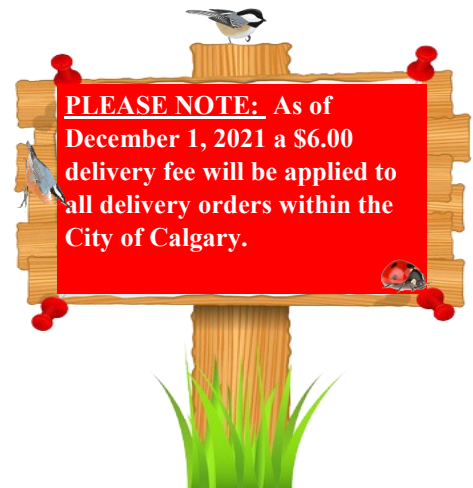 PLEASE NOTE: As of
December 1, 2021 a $6.00
delivery fee will be applied to
all delivery orders within the
City of Calgary.